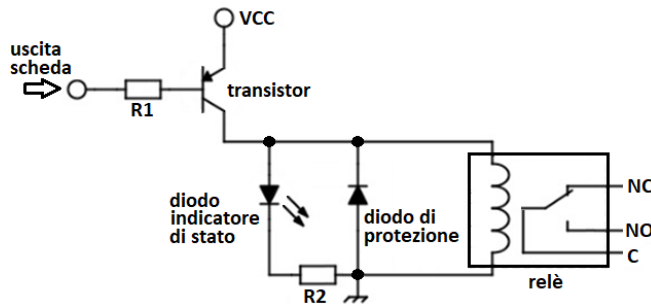 VCC
uscita
scheda
transistor
R1
diodo
indicatore
di stato
diodo di
protezione
R2
NC
NO
C
relè